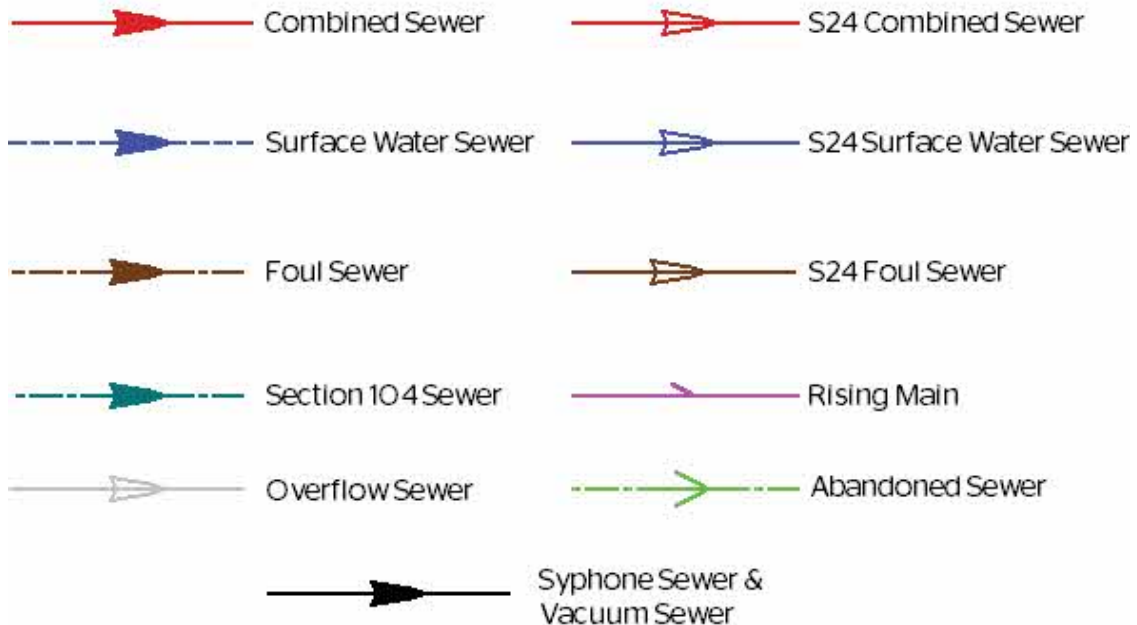 Combined Sewer
S24 Combined Sewer
Surface Water Sewer
S24 Surface Water Sewer
Foul Sewer
S24 Foul Sewer
Section 104 Sewer
Rising Main
Overflow Sewer
Abandoned Sewer
Syphone Sewer &
Vacuum Sewer